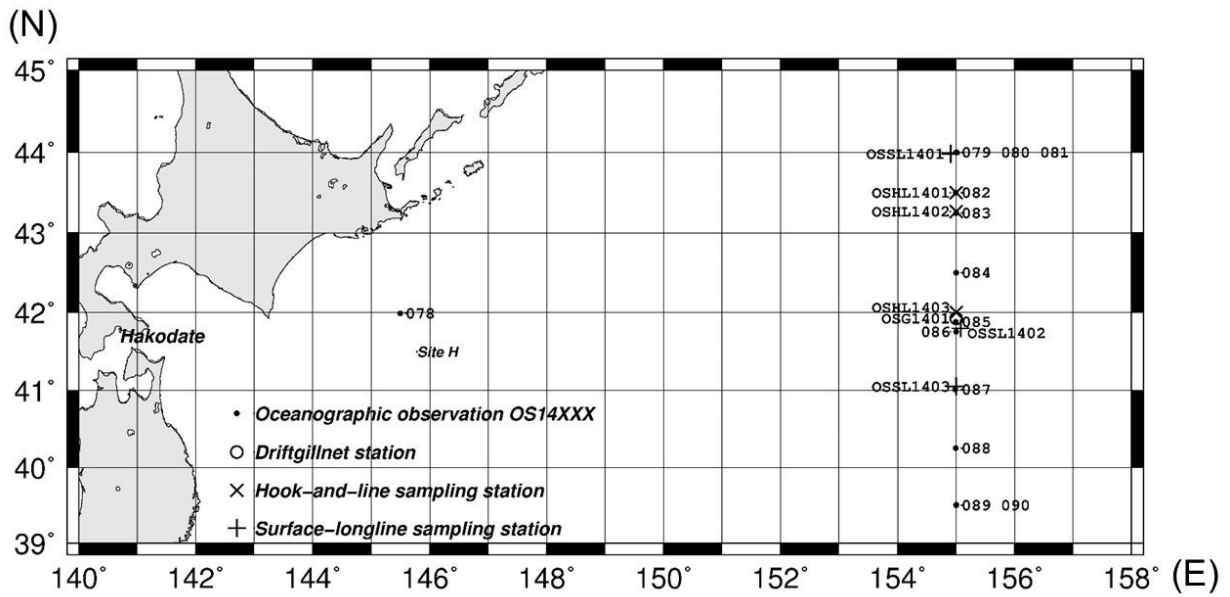 (N)
45°
44°
43°
42°
41°
40°
39°
OSSL1401 079 080 081
OSHL1401 082
OSHL1402 083
084
OSHL1403
078
OSG1401 085
Hakodate
086 OSSL1402
Site H
OSSL1403 087
Oceanographic observation OS14XXX
088
Driftgillnet station
Hook-and-line sampling station
089 090
Surface-longline sampling station
140° 142° 144° 146° 148° 150° 152° 154° 156° 158° (E)